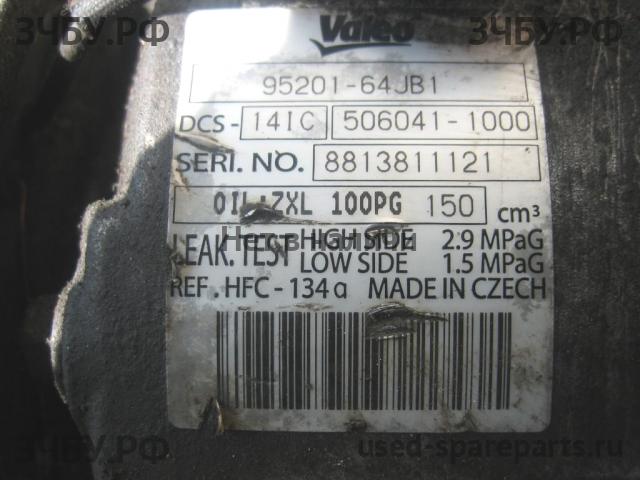 ЗЧБУ.РФ
ЗЧБУ.РФ
Valeo
95201-64JB1
DCS- 14IC 506041-1000
SERI. NO. 8813811121
OIL:ZXL 100PG 150 cm³
LEAK. TEST HIGH SIDE 2.9 MPaG
LOW SIDE 1.5 MPaG
REF. HFC-134a MADE IN CZECH
ЗЧБУ.РФ
used-spareparts.ru